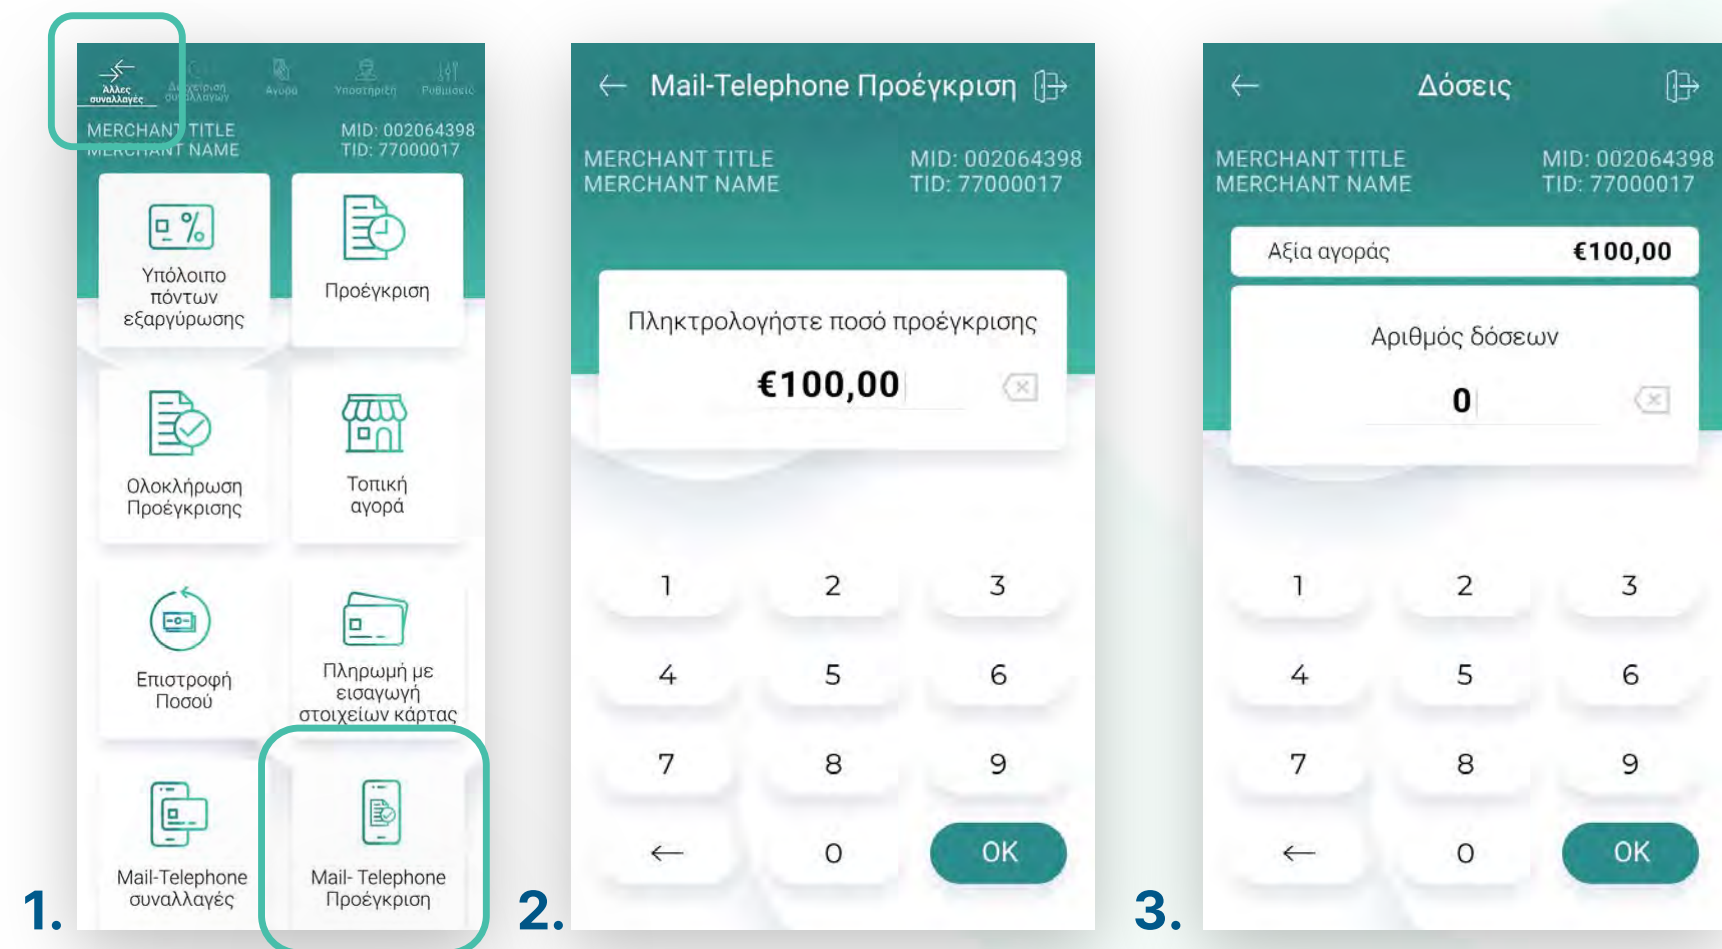 Άλλες
συναλλαγές
Διαχείριση
συναλλαγών
Αγορά
Υποστήριξη
Ρυθμίσεις
MERCHANT TITLE
MERCHANT NAME
MID: 002064398
TID: 77000017
Υπόλοιπο
πόντων
εξαργύρωσης
Προέγκριση
Ολοκλήρωση
Προέγκρισης
Τοπική
αγορά
Επιστροφή
Ποσού
Πληρωμή με
εισαγωγή
στοιχείων κάρτας
Mail-Telephone
συναλλαγές
Mail- Telephone
Προέγκριση
1.
← Mail-Telephone Προέγκριση
MERCHANT TITLE
MERCHANT NAME
MID: 002064398
TID: 77000017
Πληκτρολογήστε ποσό προέγκρισης
€100,00
1 2 3
4 5 6
7 8 9
← 0 OK
2.
← Δόσεις
MERCHANT TITLE
MERCHANT NAME
MID: 002064398
TID: 77000017
Αξία αγοράς €100,00
Αριθμός δόσεων
0
1 2 3
4 5 6
7 8 9
← 0 OK
3.